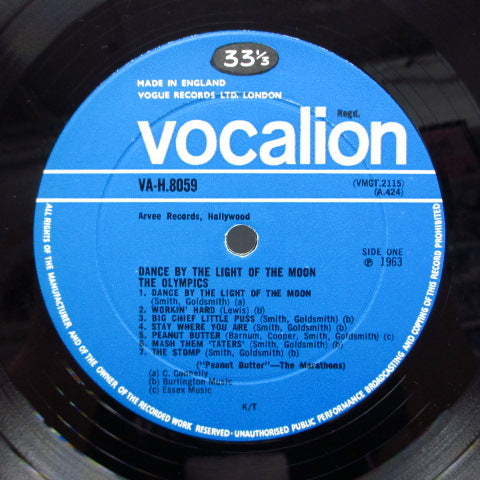 33⅓
MADE IN ENGLAND
VOGUE RECORDS LTD. LONDON
Regd.
vocalion
VA-H.8059
(VMGT.2115)
(A.424)
Arvee Records, Hollywood
SIDE ONE
℗ 1963
DANCE BY THE LIGHT OF THE MOON
THE OLYMPICS
1. DANCE BY THE LIGHT OF THE MOON
(Smith, Goldsmith) (a)
2. WORKIN' HARD (Lewis) (b)
3. BIG CHIEF LITTLE PUSS (Smith, Goldsmith) (b)
4. STAY WHERE YOU ARE (Smith, Goldsmith) (b)
5. PEANUT BUTTER (Barnum, Cooper, Smith, Goldsmith) (c)
6. MASH THEM 'TATERS' (Smith, Goldsmith) (b)
7. THE STOMP (Smith, Goldsmith) (b)
("Peanut Butter"—The Marathons)
(a) C. Connelly
(b) Burlington Music
(c) Essex Music
K/T
ALL RIGHTS OF THE MANUFACTURER AND OF THE OWNER OF THE RECORDED WORK RESERVED-UNAUTHORISED PUBLIC PERFORMANCE BROADCASTING AND COPYING OF THIS RECORD PROHIBITED